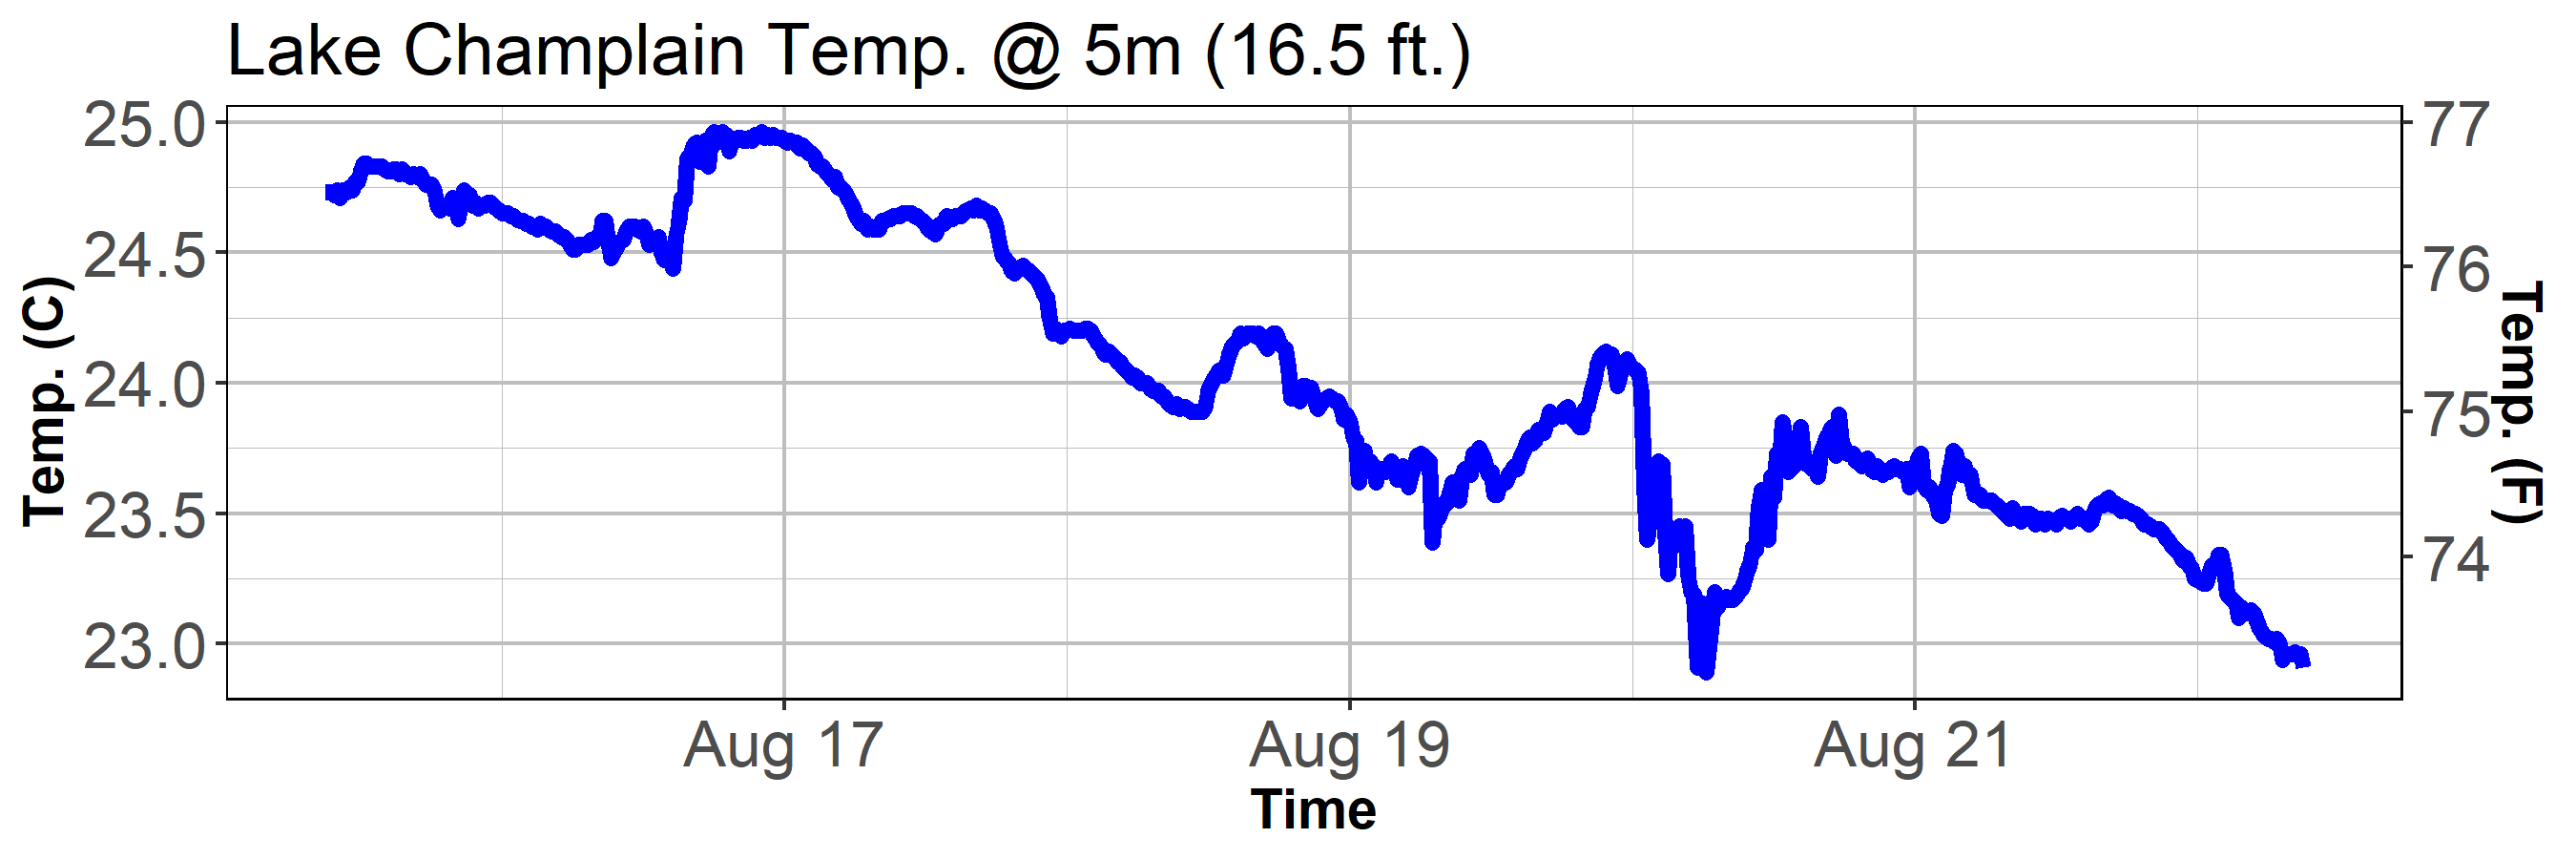 Lake Champlain Temp. @ 5m (16.5 ft.)
25.0
24.5
24.0
23.5
23.0
Temp. (C)
77
76
75
74
Temp. (F)
Aug 17 Aug 19 Aug 21
Time